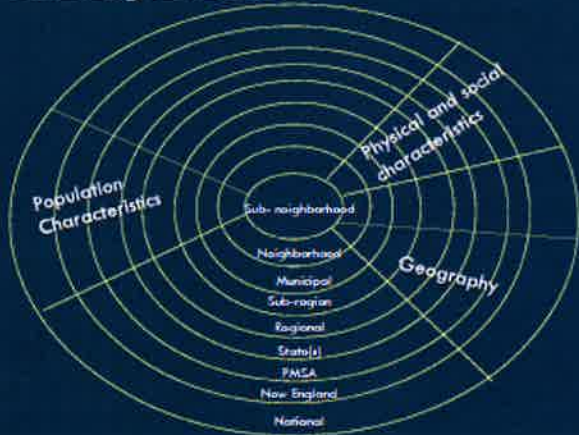 Physical and social
characteristics
Population
Characteristics
Sub-neighborhood
Neighborhood
Geography
Municipal
Sub-region
Regional
State(s)
PMSA
New England
National